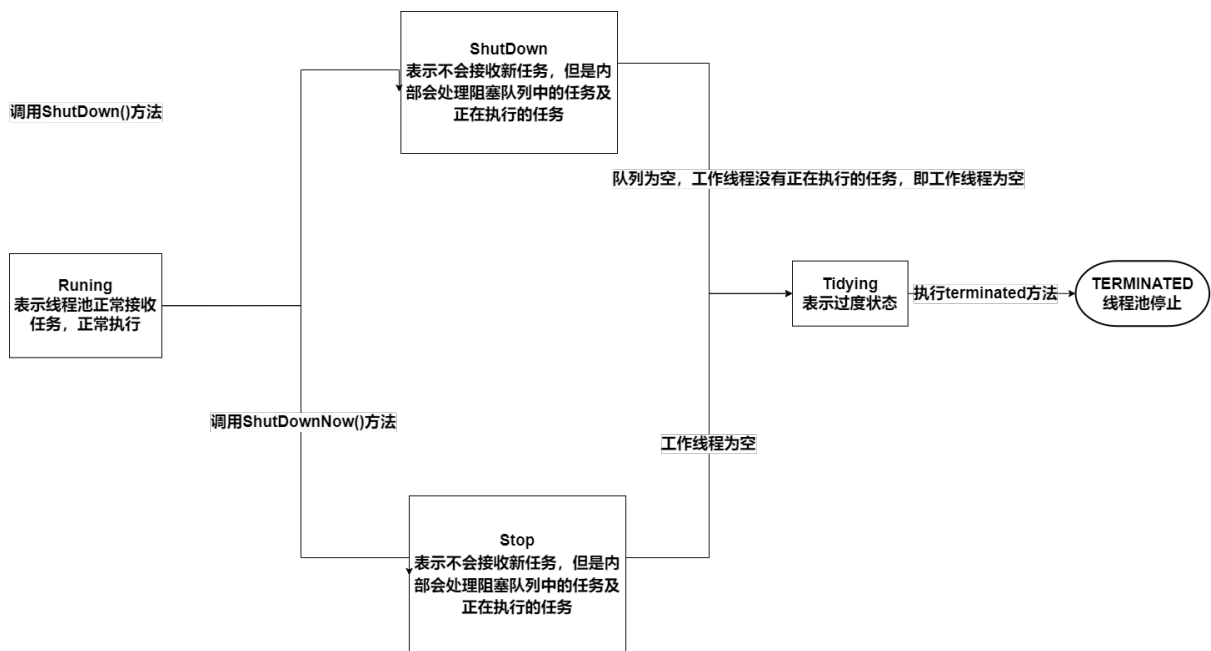 ShutDown
表示不会接收新任务，但是内
部会处理阻塞队列中的任务及
正在执行的任务
调用ShutDown()方法
队列为空，工作线程没有正在执行的任务，即工作线程为空
Runing
表示线程池正常接收
任务，正常执行
Tidying
表示过度状态
执行terminated方法
TERMINATED
线程池停止
调用ShutDownNow()方法
工作线程为空
Stop
表示不会接收新任务，但是内
部会处理阻塞队列中的任务及
正在执行的任务